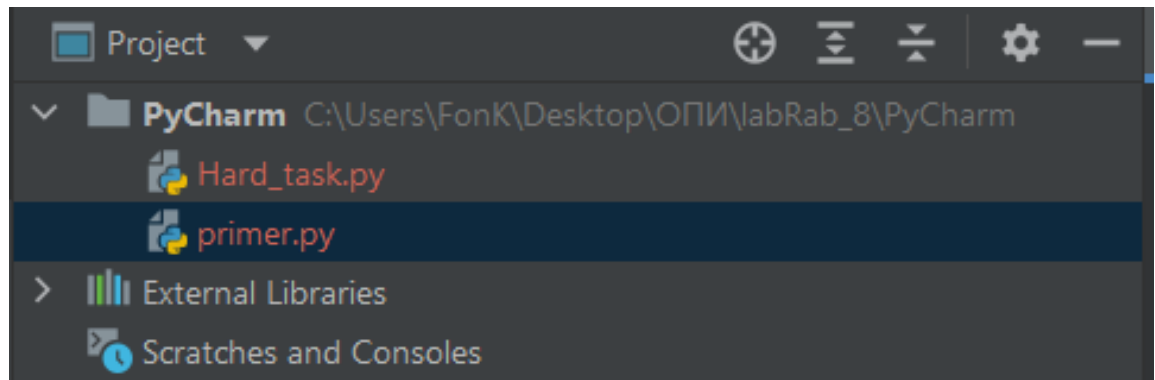 Project
PyCharm C:\Users\FonK\Desktop\ОПИ\labRab_8\PyCharm
Hard_task.py
primer.py
External Libraries
Scratches and Consoles